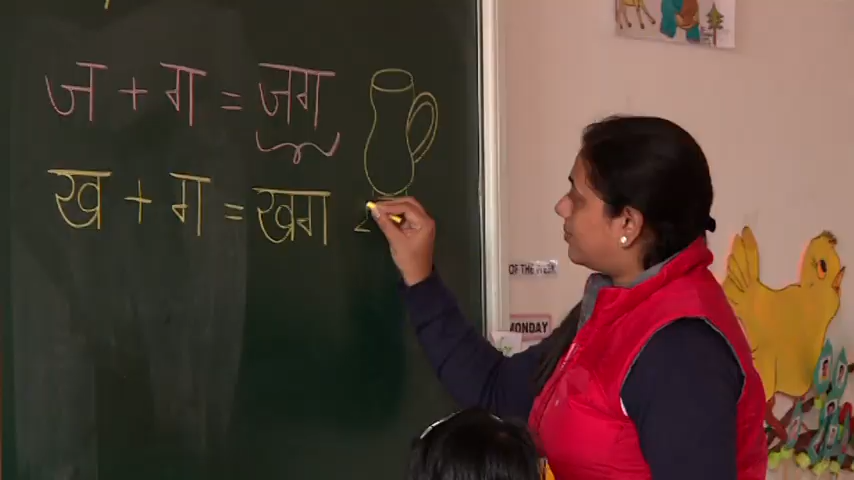 ज + ग = जग
ख + ग = खग
OF THE WEEK
MONDAY